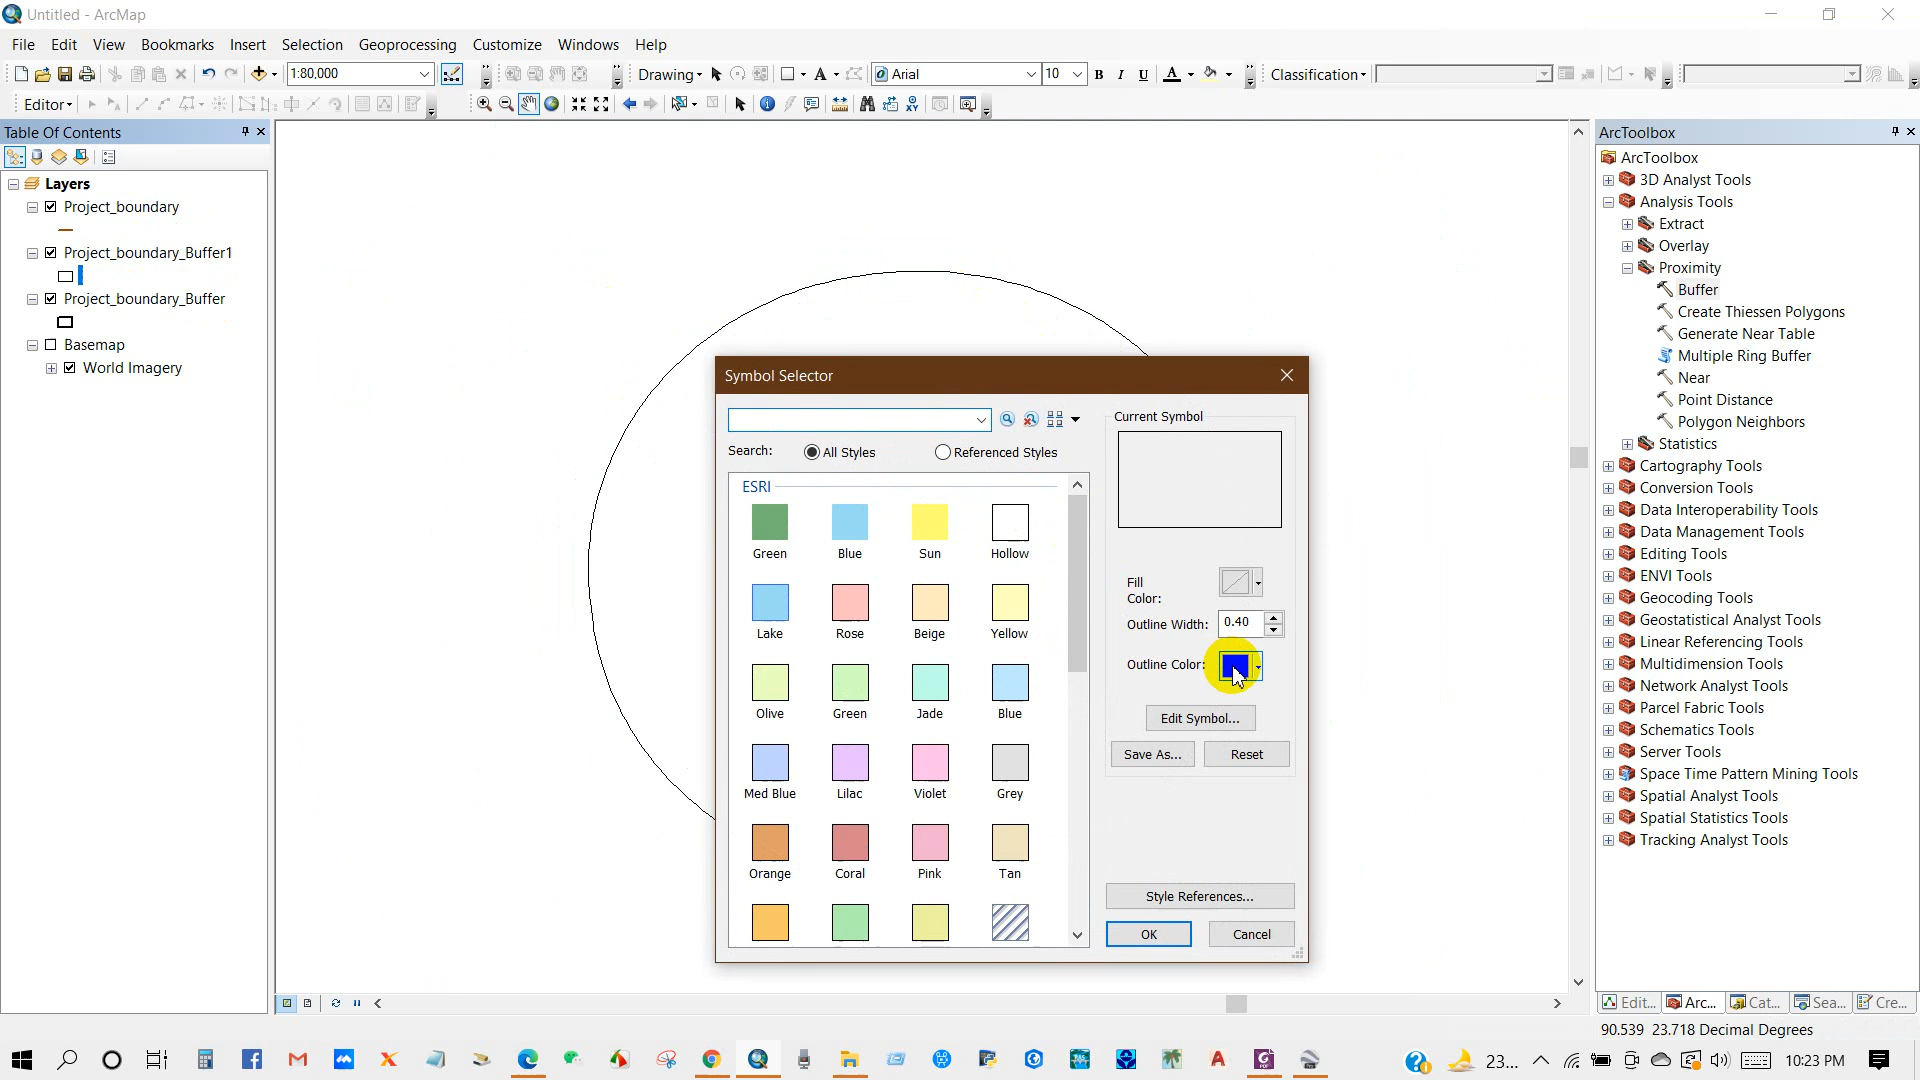 Untitled - ArcMap
File Edit View Bookmarks Insert Selection Geoprocessing Customize Windows Help
1:80,000 Drawing Arial 10 B I U A Classification
Editor
Table Of Contents
Layers
Project_boundary
Project_boundary_Buffer1
Project_boundary_Buffer
Basemap
World Imagery
Symbol Selector
Search: All Styles Referenced Styles
ESRI
Green Blue Sun Hollow
Lake Rose Beige Yellow
Olive Green Jade Blue
Med Blue Lilac Violet Grey
Orange Coral Pink Tan
Current Symbol
Fill
Color:
Outline Width: 0.40
Outline Color:
Edit Symbol...
Save As... Reset
Style References...
OK Cancel
ArcToolbox
ArcToolbox
3D Analyst Tools
Analysis Tools
Extract
Overlay
Proximity
Buffer
Create Thiessen Polygons
Generate Near Table
Multiple Ring Buffer
Near
Point Distance
Polygon Neighbors
Statistics
Cartography Tools
Conversion Tools
Data Interoperability Tools
Data Management Tools
Editing Tools
ENVI Tools
Geocoding Tools
Geostatistical Analyst Tools
Linear Referencing Tools
Multidimension Tools
Network Analyst Tools
Parcel Fabric Tools
Schematics Tools
Server Tools
Space Time Pattern Mining Tools
Spatial Analyst Tools
Spatial Statistics Tools
Tracking Analyst Tools
Edit... Arc... Cat... Sea... Cre...
90.539 23.718 Decimal Degrees
23... 10:23 PM